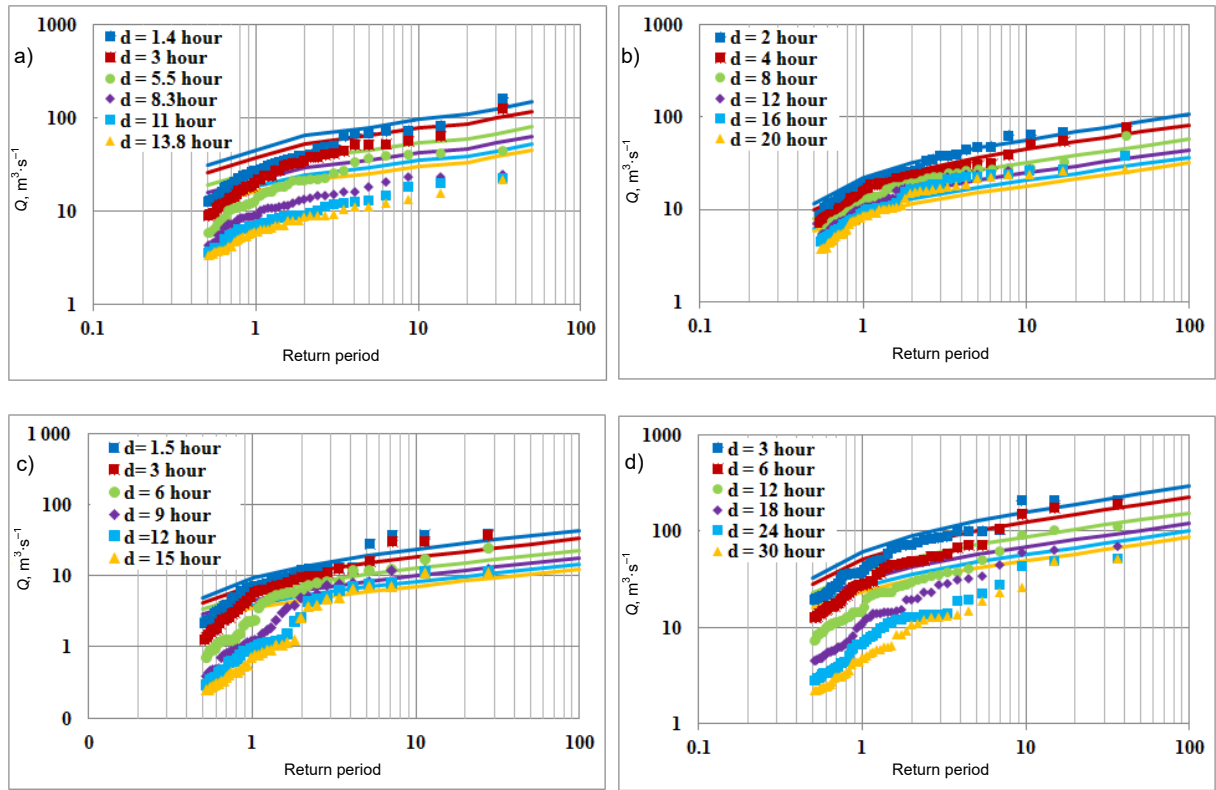 a)
1000
100
10
1
0.1
1
10
100
Q, m³·s⁻¹
Return period
d = 1.4 hour
d = 3 hour
d = 5.5 hour
d = 8.3hour
d = 11 hour
d = 13.8 hour
b)
1000
100
10
1
0.1
1
10
100
Q, m³·s⁻¹
Return period
d = 2 hour
d = 4 hour
d = 8 hour
d = 12 hour
d = 16 hour
d = 20 hour
c)
1 000
100
10
1
0
0
1
10
100
Q, m³·s⁻¹
Return period
d= 1.5 hour
d= 3 hour
d= 6 hour
d= 9 hour
d=12 hour
d= 15 hour
d)
1000
100
10
1
0.1
1
10
100
Q, m³·s⁻¹
Return period
d = 3 hour
d = 6 hour
d = 12 hour
d = 18 hour
d = 24 hour
d = 30 hour